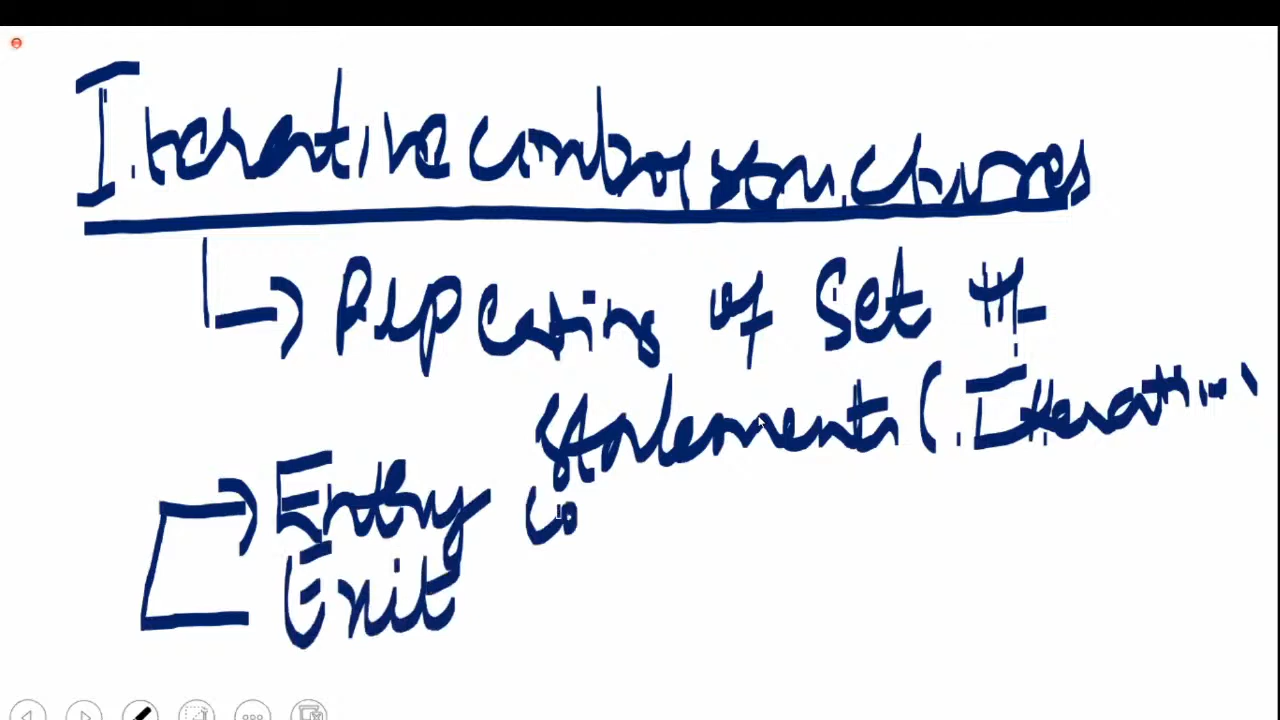 Iterative control structures
Repeating of Set of
statements (Iteration)
Entry Co
Exit